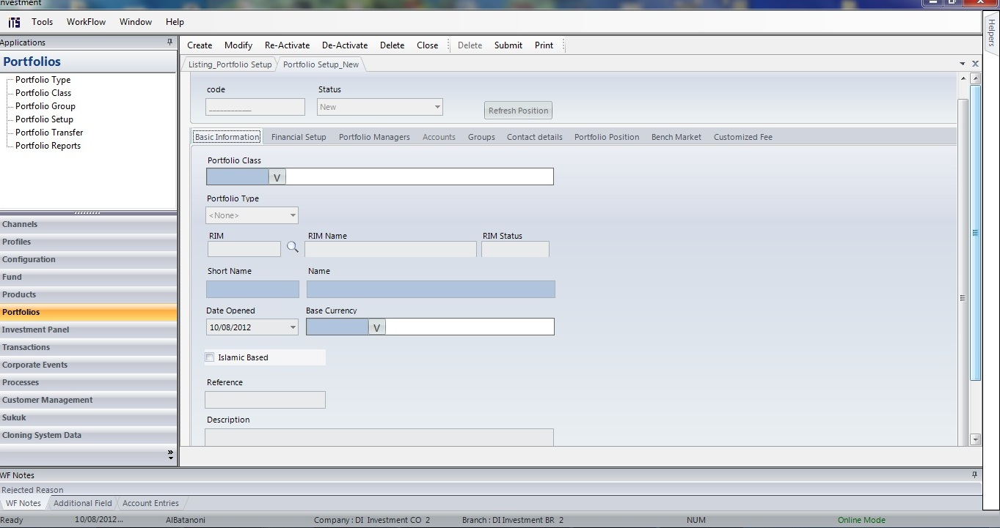 nvestment
iTS Tools WorkFlow Window Help
Helpers
Applications
Portfolios
Portfolio Type
Portfolio Class
Portfolio Group
Portfolio Setup
Portfolio Transfer
Portfolio Reports
Channels
Profiles
Configuration
Fund
Products
Portfolios
Investment Panel
Transactions
Corporate Events
Processes
Customer Management
Sukuk
Cloning System Data
Create Modify Re-Activate De-Activate Delete Close Delete Submit Print
Listing_Portfolio Setup Portfolio Setup_New
code Status
____________ New Refresh Position
Basic Information Financial Setup Portfolio Managers Accounts Groups Contact details Portfolio Position Bench Market Customized Fee
Portfolio Class
V
Portfolio Type
<None>
RIM RIM Name RIM Status
Short Name Name
Date Opened Base Currency
10/08/2012 V
Islamic Based
Reference
Description
WF Notes
Rejected Reason
WF Notes Additional Field Account Entries
Ready 10/08/2012... AlBatanoni Company : DI Investment CO 2 Branch : DI Investment BR 2 NUM Online Mode